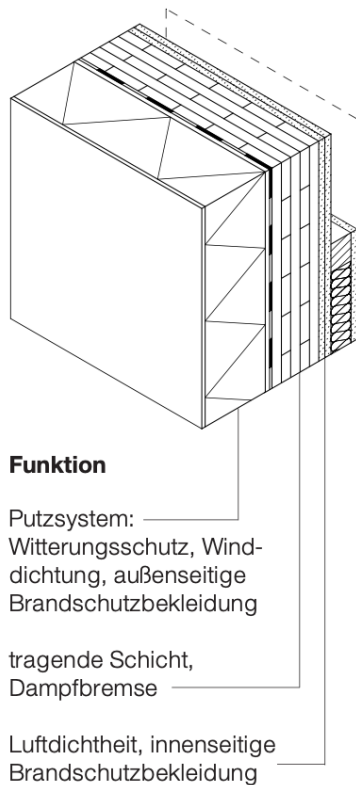 Funktion
Putzsystem:
Witterungsschutz, Wind-
dichtung, außenseitige
Brandschutzbekleidung
tragende Schicht,
Dampfbremse
Luftdichtheit, innenseitige
Brandschutzbekleidung